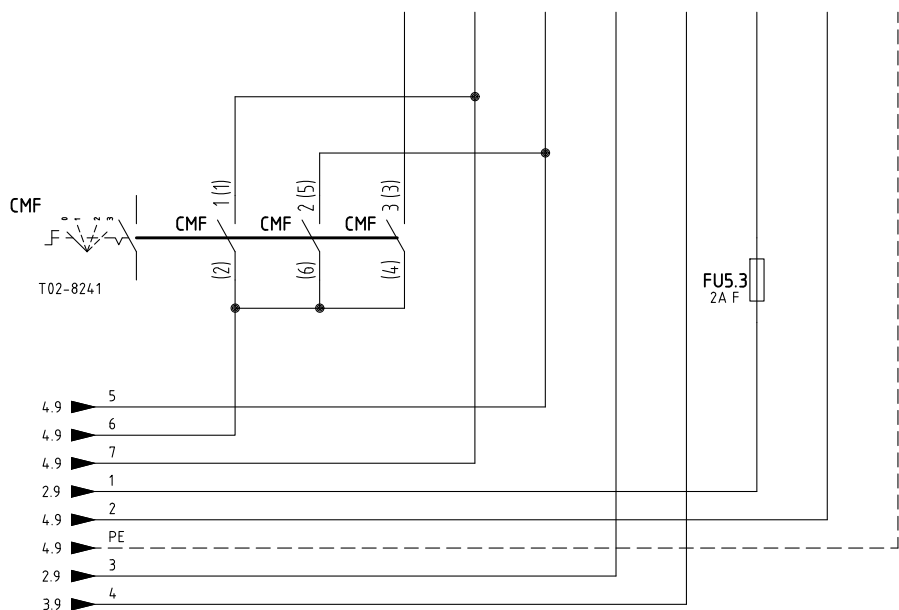 1 (1)
2 (5)
3 (3)
CMF
0 1 2 3
CMF
CMF
CMF
(2)
(6)
(4)
T02-8241
FU5.3
2A F
4.9 5
4.9 6
4.9 7
2.9 1
4.9 2
4.9 PE
2.9 3
3.9 4